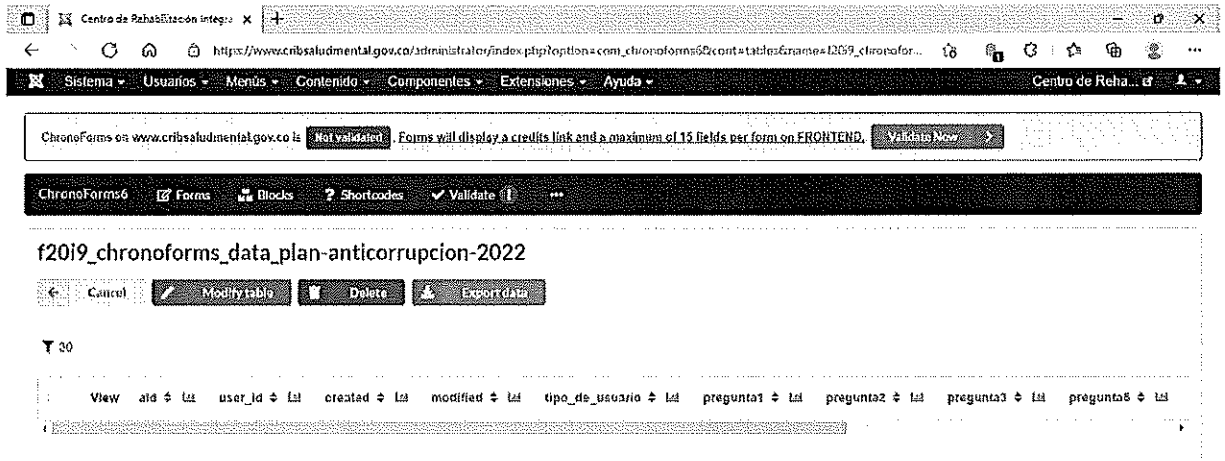 Centro de Rehabilitación integra
https://www.cribsaludmental.gov.co/administrator/index.php?option=com_chronoforms6&cont=tables&name=f20i9_chronofor...
Sistema Usuarios Menús Contenido Componentes Extensiones Ayuda Centro de Reha...
ChronoForms on www.cribsaludmental.gov.co is Not validated . Forms will display a credits link and a maximum of 15 fields per form on FRONTEND. Validate Now
ChronoForms6 Forms Blocks ? Shortcodes Validate ...
f20i9_chronoforms_data_plan-anticorrupcion-2022
Cancel Modify table Delete Export data
30
View aid user_id created modified tipo_de_usuario pregunta1 pregunta2 pregunta3